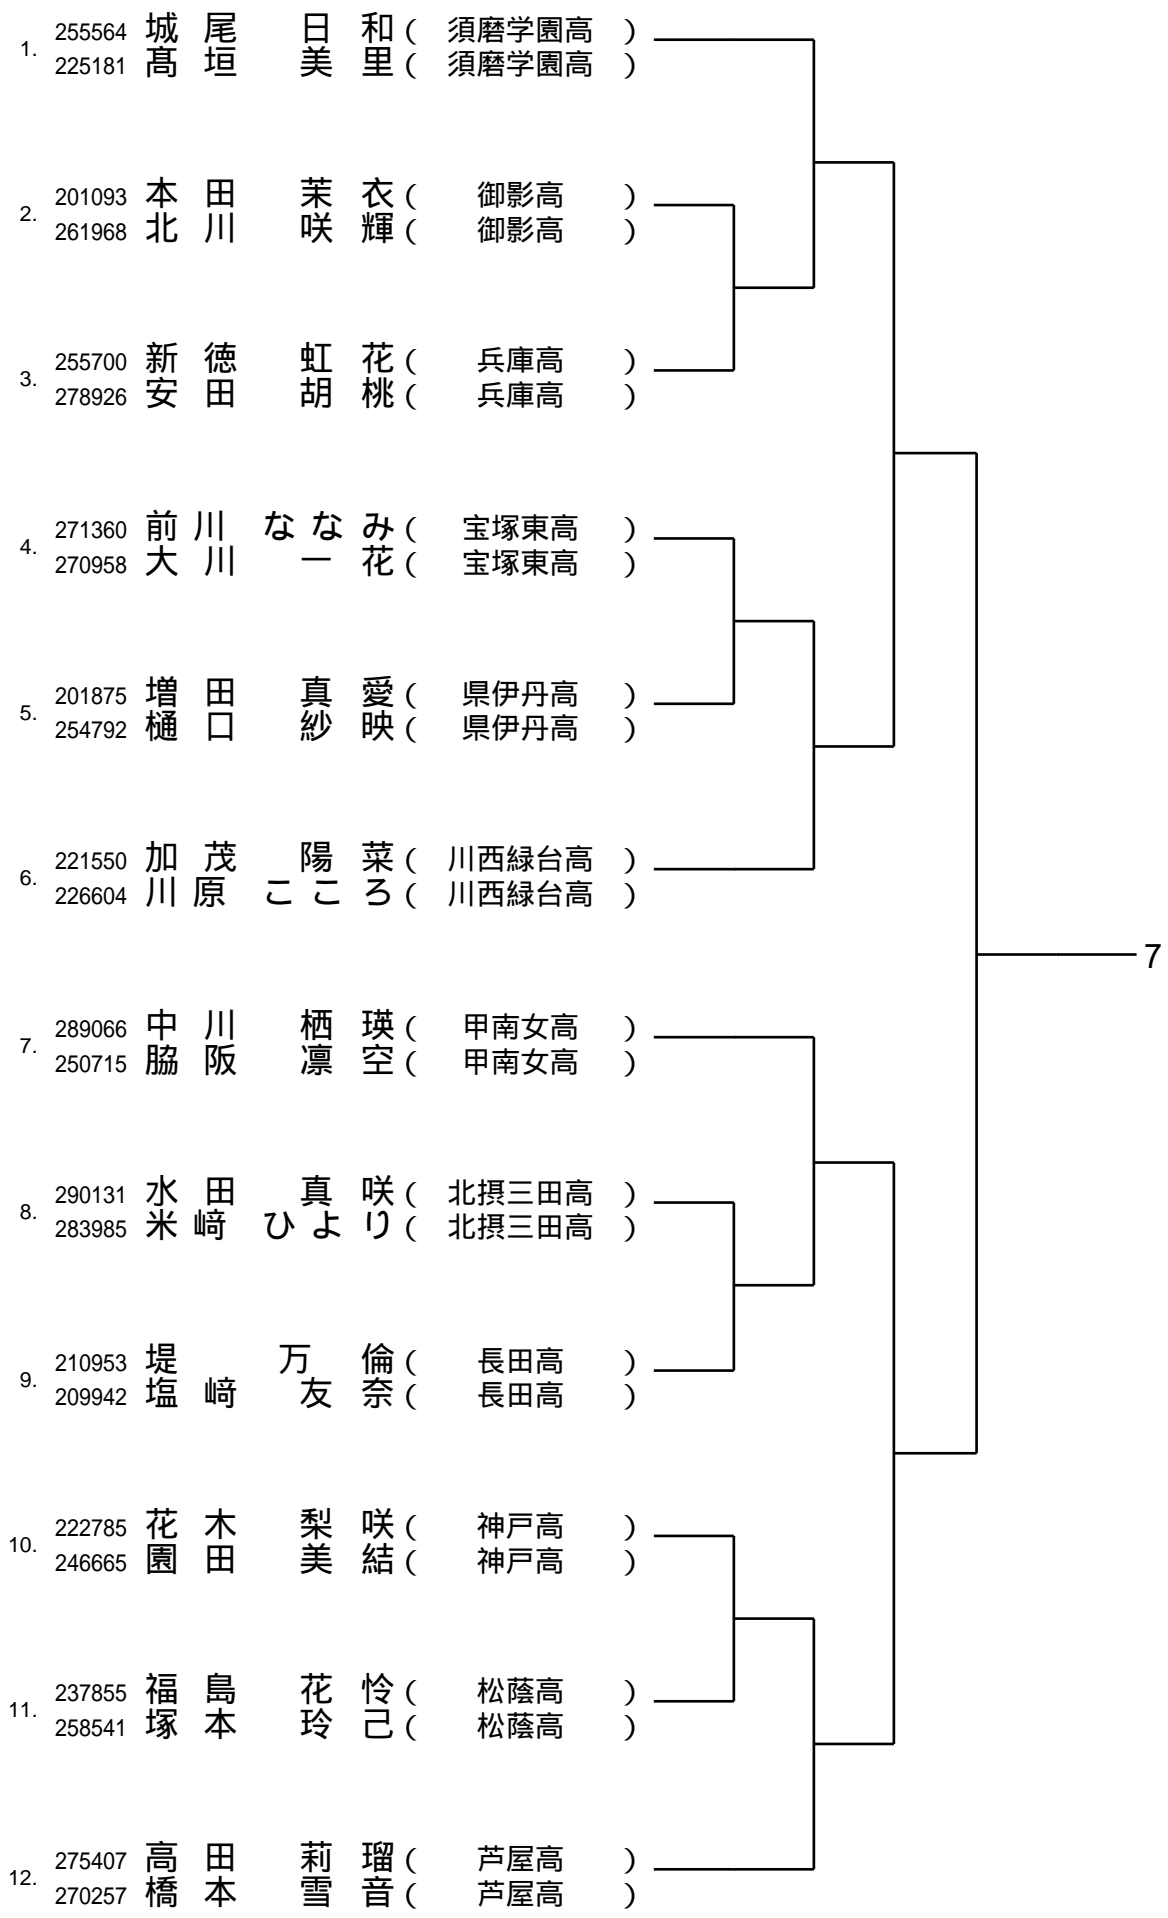 1. 255564 城尾 日和 ( 須磨学園高 )
225181 髙垣 美里 ( 須磨学園高 )
2. 201093 本田 茉衣 ( 御影高 )
261968 北川 咲輝 ( 御影高 )
3. 255700 新徳 虹花 ( 兵庫高 )
278926 安田 胡桃 ( 兵庫高 )
4. 271360 前川 ななみ ( 宝塚東高 )
270958 大川 一花 ( 宝塚東高 )
5. 201875 増田 真愛 ( 県伊丹高 )
254792 樋口 紗映 ( 県伊丹高 )
6. 221550 加茂 陽菜 ( 川西緑台高 )
226604 川原 こころ ( 川西緑台高 )
7
7. 289066 中川 栖瑛 ( 甲南女高 )
250715 脇阪 凛空 ( 甲南女高 )
8. 290131 水田 真咲 ( 北摂三田高 )
283985 米﨑 ひより ( 北摂三田高 )
9. 210953 堤 万倫 ( 長田高 )
209942 塩﨑 友奈 ( 長田高 )
10. 222785 花木 梨咲 ( 神戸高 )
246665 園田 美結 ( 神戸高 )
11. 237855 福島 花怜 ( 松蔭高 )
258541 塚本 玲己 ( 松蔭高 )
12. 275407 高田 莉瑠 ( 芦屋高 )
270257 橋本 雪音 ( 芦屋高 )